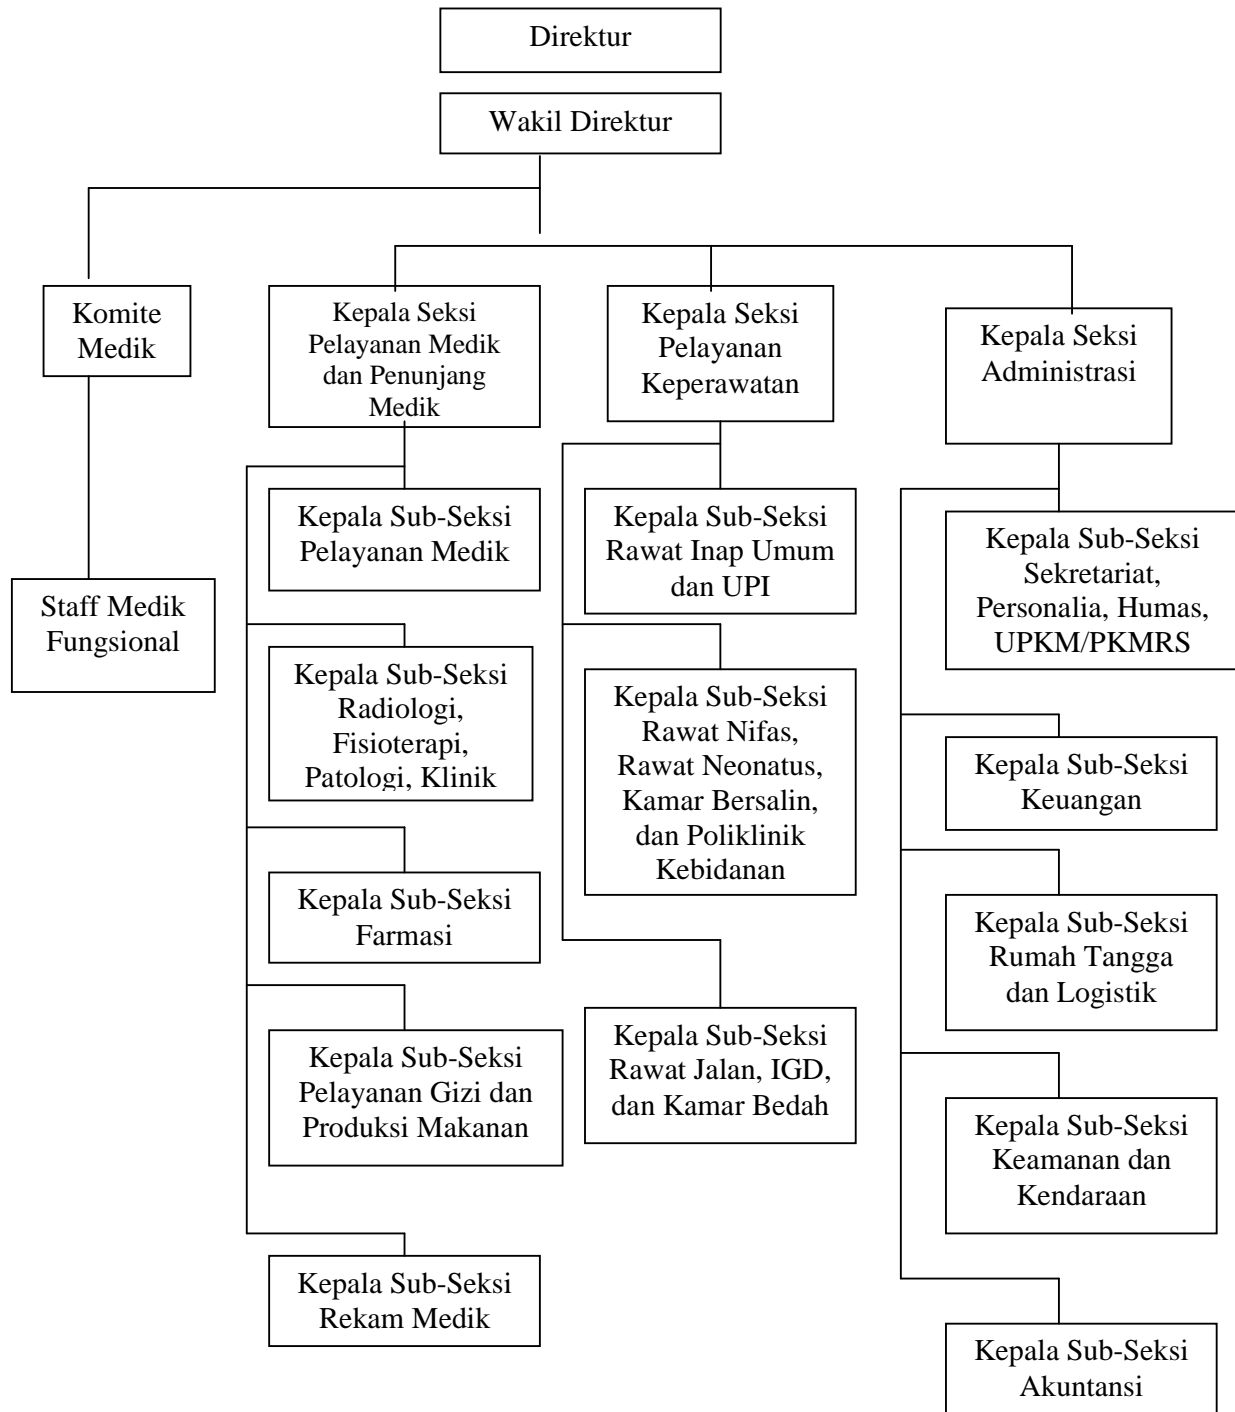 Direktur
Wakil Direktur
Komite
Medik
Staff Medik
Fungsional
Kepala Seksi
Pelayanan Medik
dan Penunjang
Medik
Kepala Sub-Seksi
Pelayanan Medik
Kepala Sub-Seksi
Radiologi,
Fisioterapi,
Patologi, Klinik
Kepala Sub-Seksi
Farmasi
Kepala Sub-Seksi
Pelayanan Gizi dan
Produksi Makanan
Kepala Sub-Seksi
Rekam Medik
Kepala Seksi
Pelayanan
Keperawatan
Kepala Sub-Seksi
Rawat Inap Umum
dan UPI
Kepala Sub-Seksi
Rawat Nifas,
Rawat Neonatus,
Kamar Bersalin,
dan Poliklinik
Kebidanan
Kepala Sub-Seksi
Rawat Jalan, IGD,
dan Kamar Bedah
Kepala Seksi
Administrasi
Kepala Sub-Seksi
Sekretariat,
Personalia, Humas,
UPKM/PKMRS
Kepala Sub-Seksi
Keuangan
Kepala Sub-Seksi
Rumah Tangga
dan Logistik
Kepala Sub-Seksi
Keamanan dan
Kendaraan
Kepala Sub-Seksi
Akuntansi